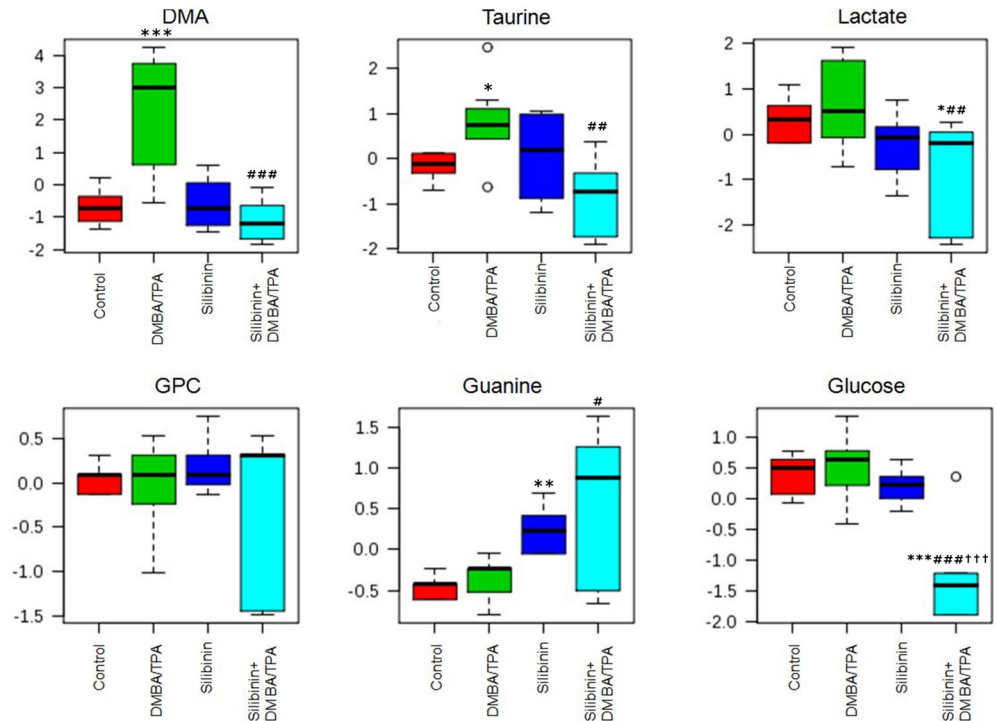 DMA
***
###
4
3
2
1
0
-1
-2
Control
DMBA/TPA
Silibinin
Silibinin+
DMBA/TPA
Taurine
*
##
2
1
0
-1
-2
Control
DMBA/TPA
Silibinin
Silibinin+
DMBA/TPA
Lactate
*##
2
1
0
-1
-2
Control
DMBA/TPA
Silibinin
Silibinin+
DMBA/TPA
GPC
0.5
0.0
-0.5
-1.0
-1.5
Control
DMBA/TPA
Silibinin
Silibinin+
DMBA/TPA
Guanine
#
**
1.5
1.0
0.5
0.0
-0.5
Control
DMBA/TPA
Silibinin
Silibinin+
DMBA/TPA
Glucose
***###†††
1.0
0.5
0.0
-0.5
-1.0
-1.5
-2.0
Control
DMBA/TPA
Silibinin
Silibinin+
DMBA/TPA